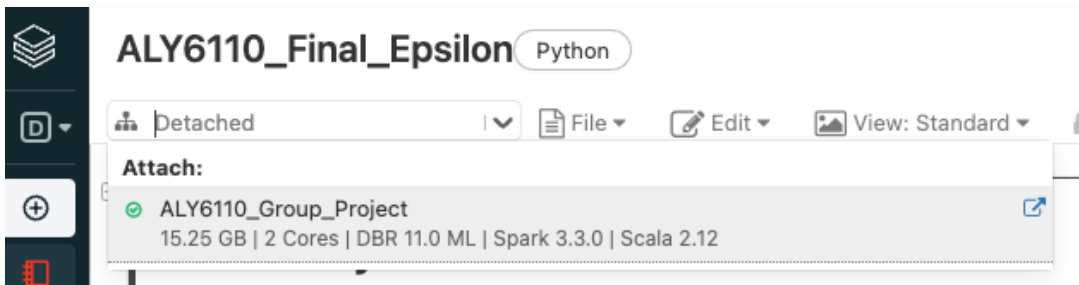 ALY6110_Final_Epsilon Python
D
Detached File Edit View: Standard
Attach:
ALY6110_Group_Project
15.25 GB | 2 Cores | DBR 11.0 ML | Spark 3.3.0 | Scala 2.12